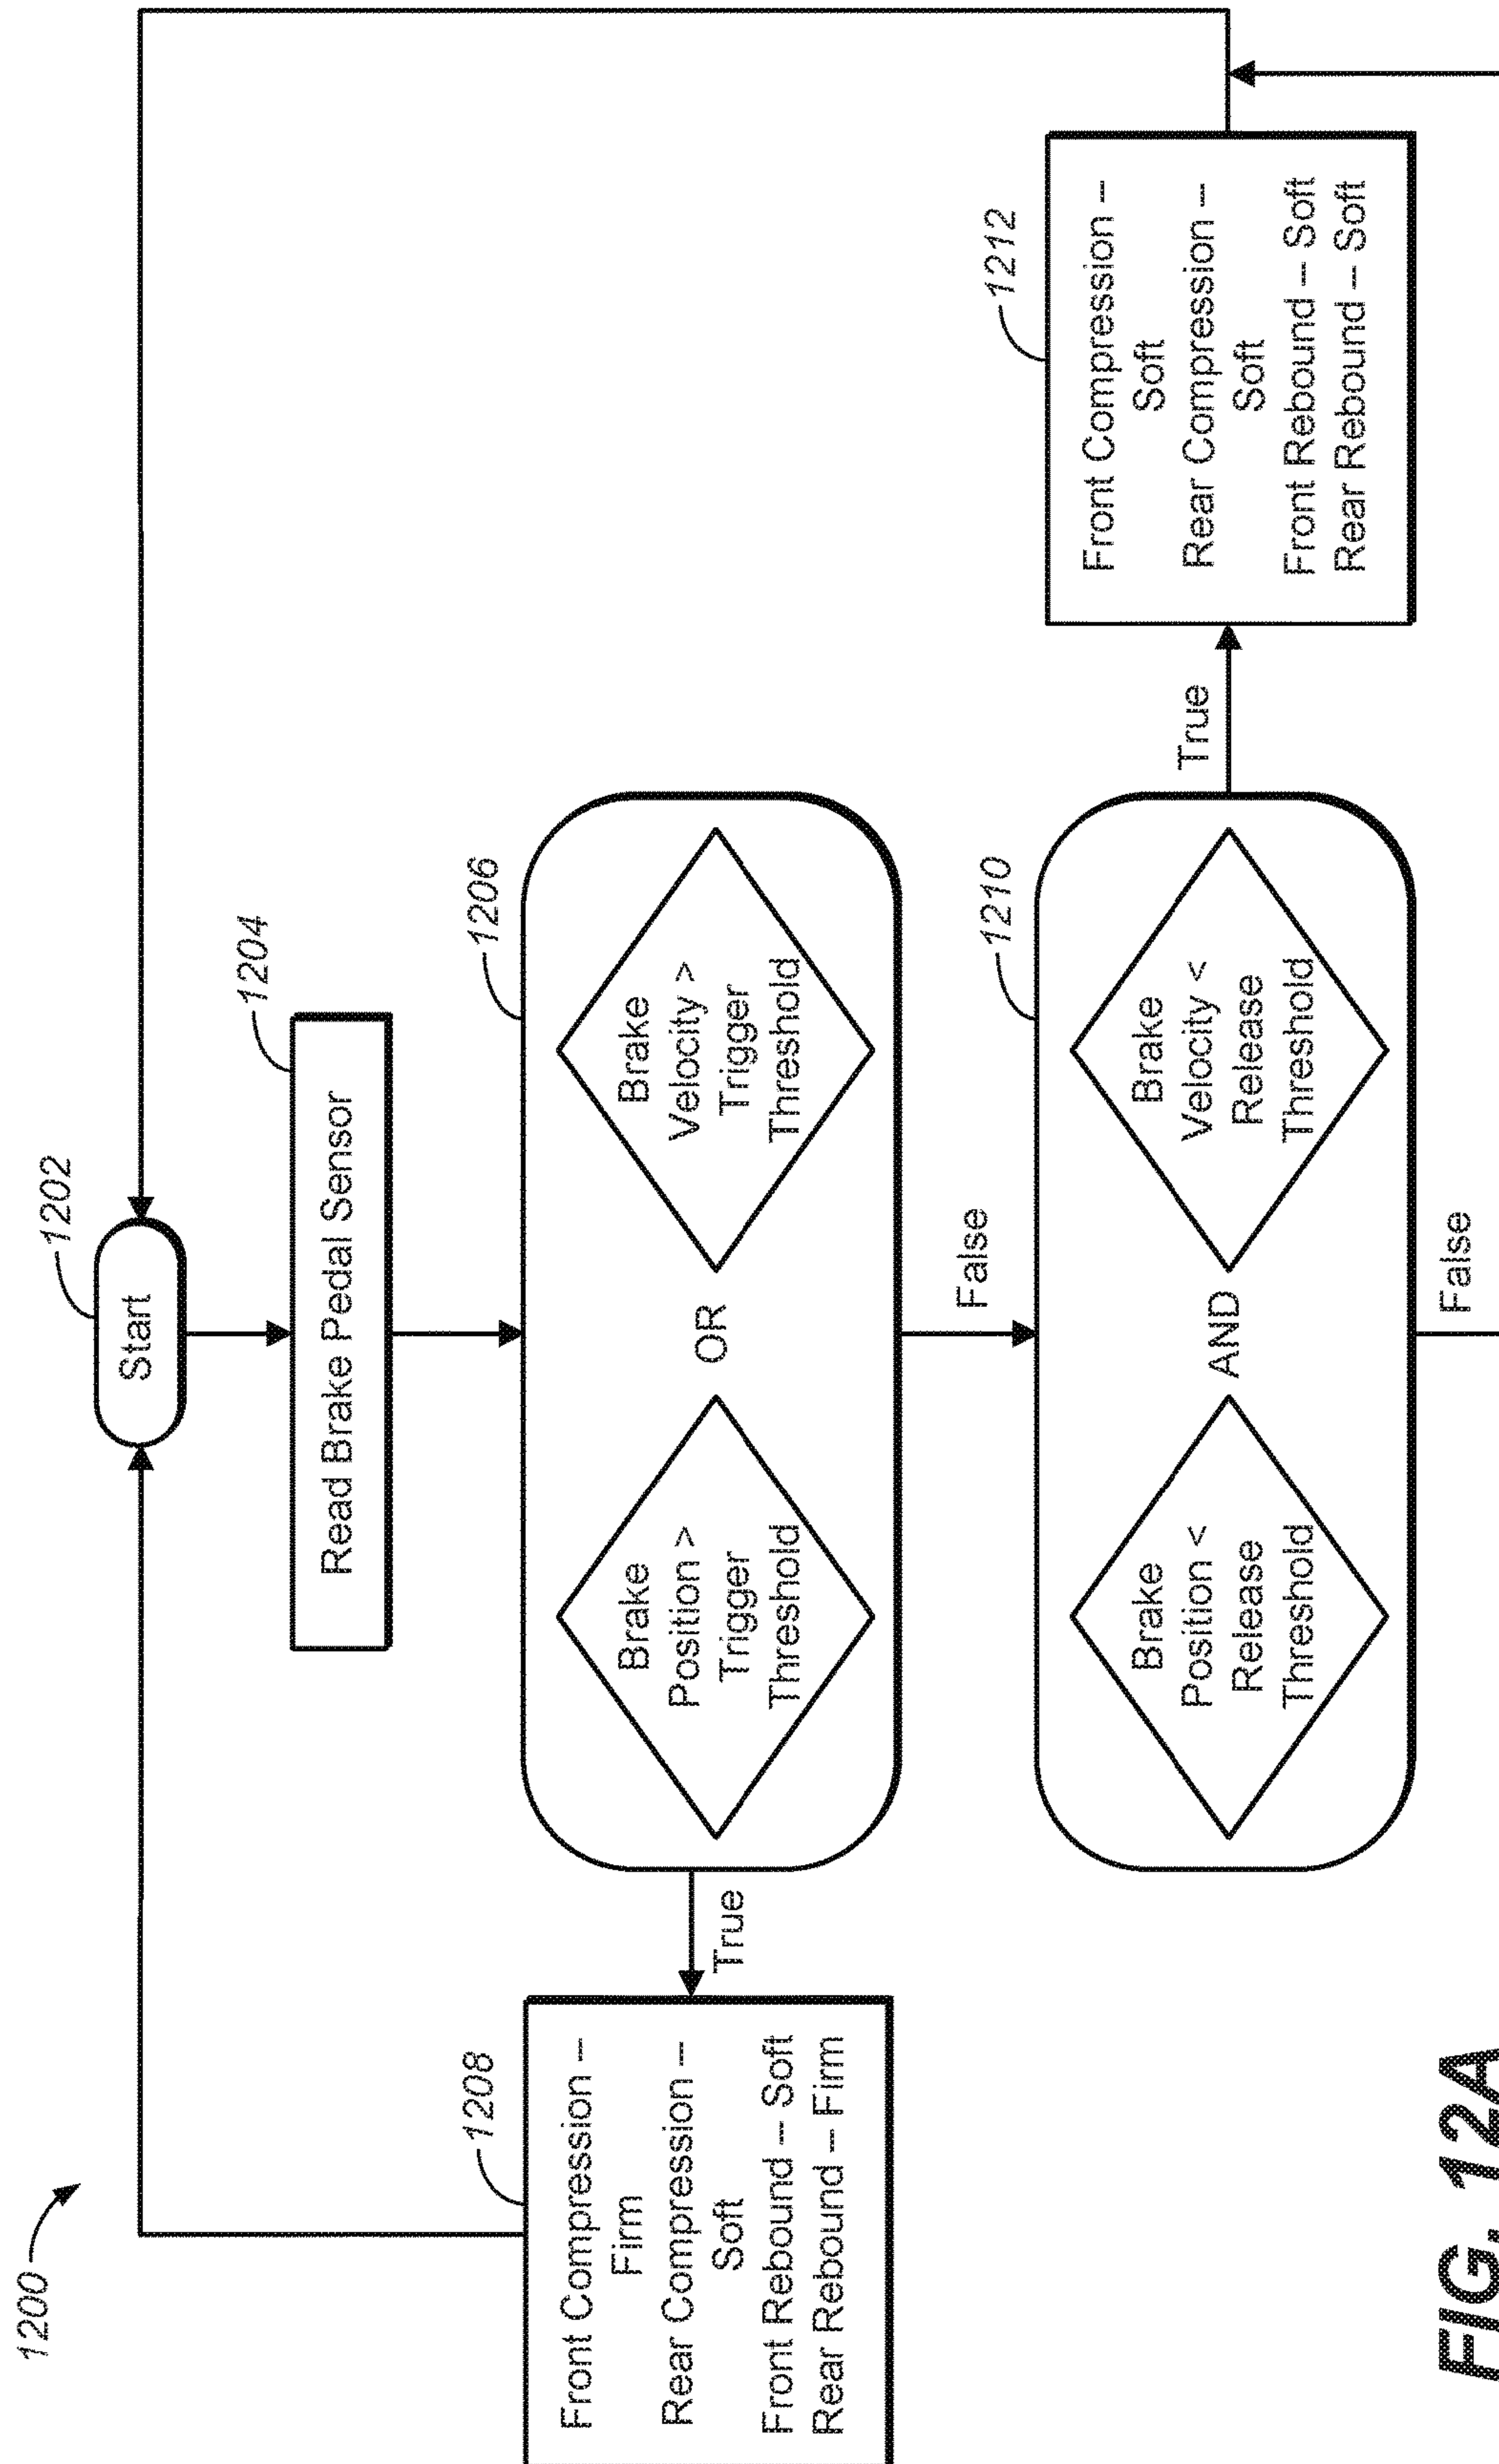 1200
1202
Start
1204
Read Brake Pedal Sensor
1206
Brake
Position >
Trigger
Threshold
OR
Brake
Velocity >
Trigger
Threshold
True
1208
Front Compression –
Firm
Rear Compression –
Soft
Front Rebound – Soft
Rear Rebound – Firm
False
1210
Brake
Position <
Release
Threshold
AND
Brake
Velocity <
Release
Threshold
True
1212
Front Compression –
Soft
Rear Compression –
Soft
Front Rebound – Soft
Rear Rebound – Soft
False
FIG. 12A